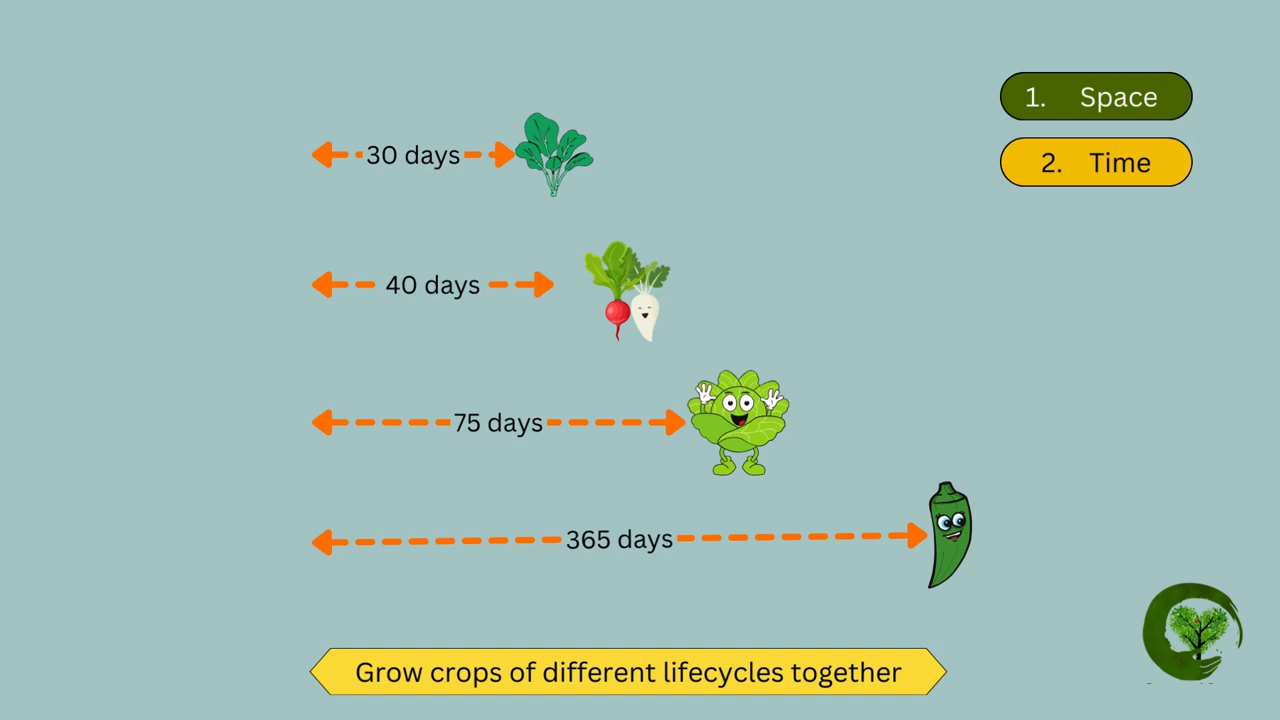 1. Space
2. Time
30 days
40 days
75 days
365 days
Grow crops of different lifecycles together